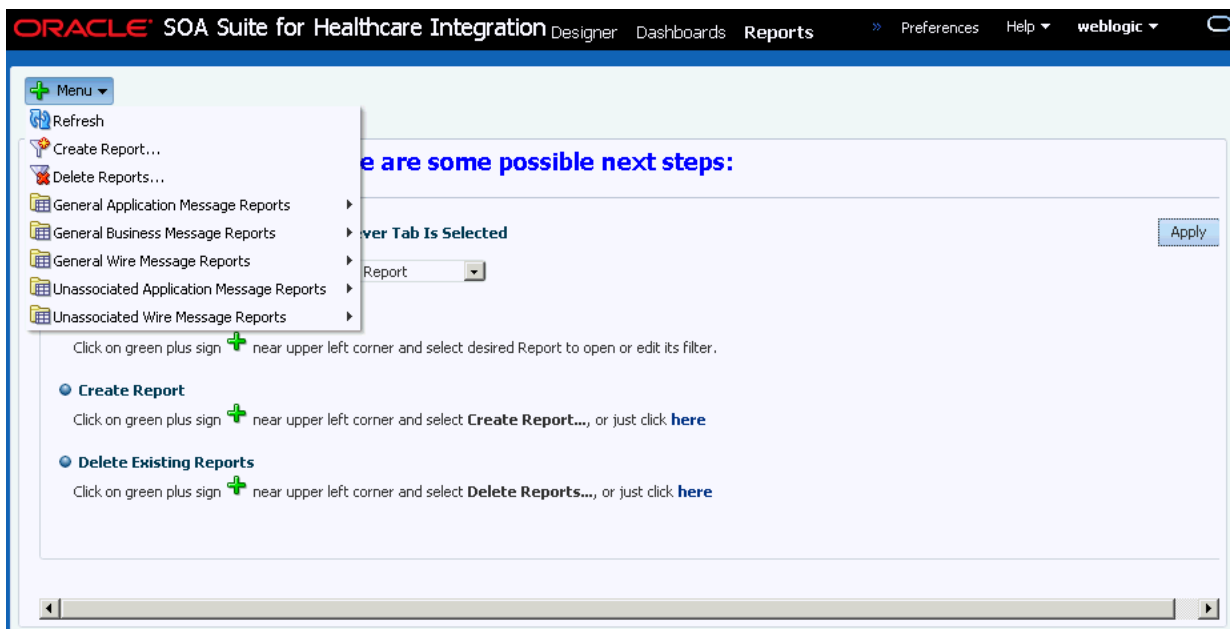 ORACLE SOA Suite for Healthcare Integration Designer Dashboards Reports » Preferences Help weblogic
Menu
Refresh
Create Report...
Delete Reports...
General Application Message Reports
General Business Message Reports
General Wire Message Reports
Unassociated Application Message Reports
Unassociated Wire Message Reports
e are some possible next steps:
ver Tab Is Selected
Apply
Report
Click on green plus sign near upper left corner and select desired Report to open or edit its filter.
Create Report
Click on green plus sign near upper left corner and select Create Report..., or just click here
Delete Existing Reports
Click on green plus sign near upper left corner and select Delete Reports..., or just click here